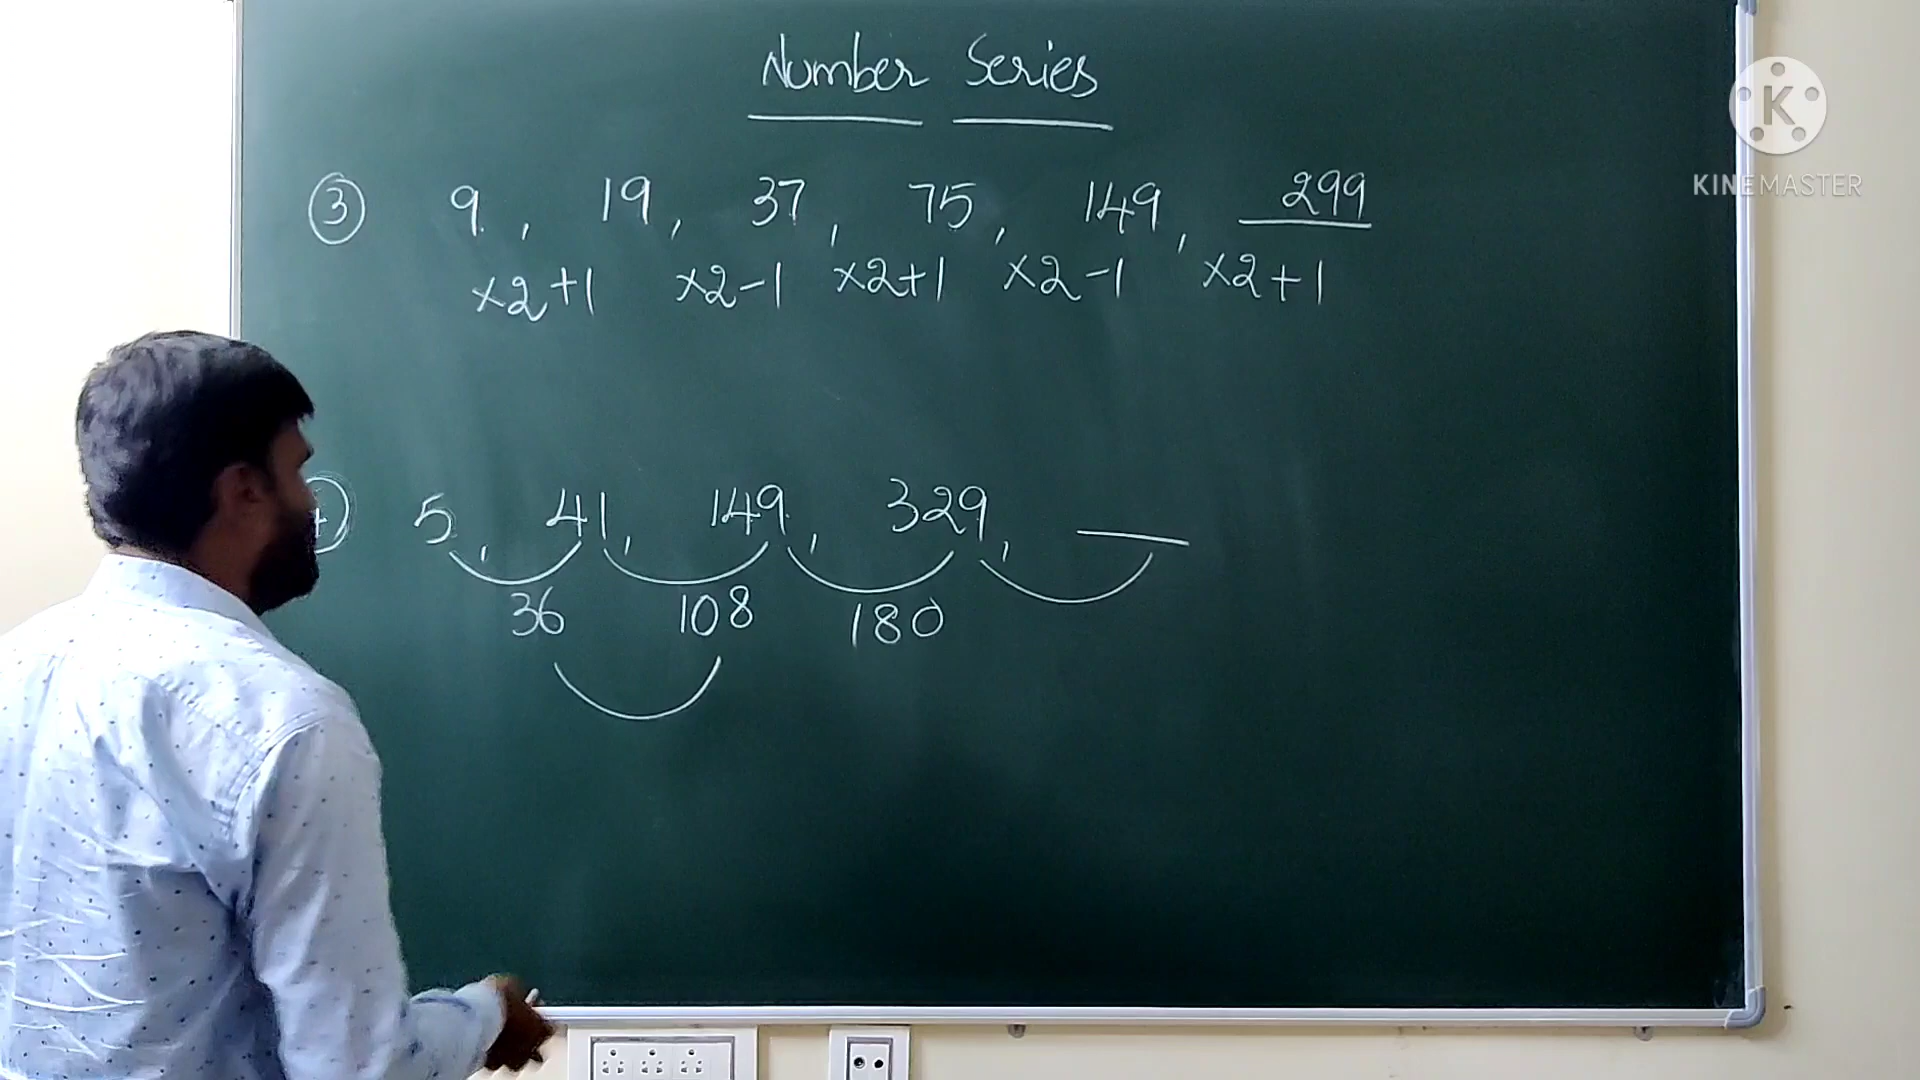 Number Series
K
KINEMASTER
③ 9, 19, 37, 75, 149, 299
×2+1 ×2-1 ×2+1 ×2-1 ×2+1
5, 41, 149, 329, ___
36 108 180